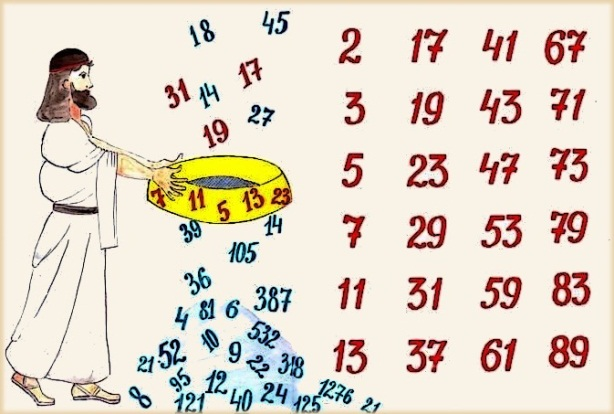 18 45
31 14 17
27
19
7 11 5 13 23
39 14
105
36
4 81 6 387
10 532
21 52 9 22 318
8 95 12 24 1276
121 40 125 21
2 17 41 67
3 19 43 71
5 23 47 73
7 29 53 79
11 31 59 83
13 37 61 89